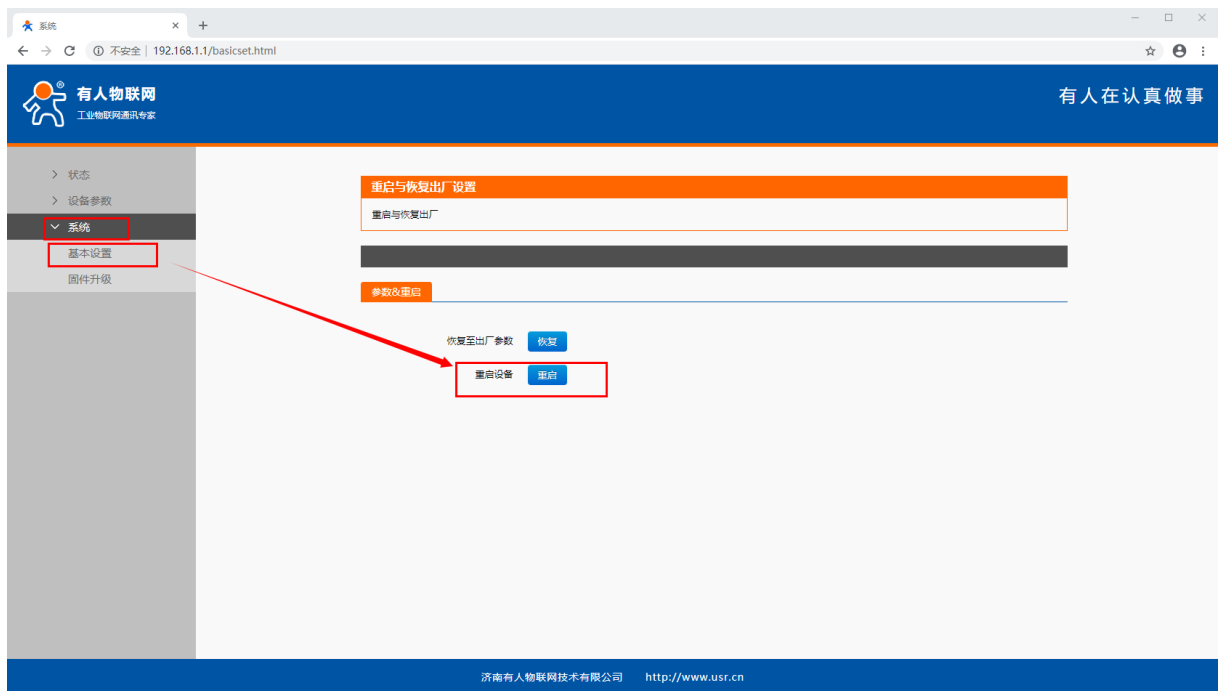 系统
不安全 | 192.168.1.1/basicset.html
有人物联网
®
工业物联网通讯专家
有人在认真做事
状态
设备参数
系统
基本设置
固件升级
重启与恢复出厂设置
重启与恢复出厂
参数&重启
恢复至出厂参数 恢复
重启设备 重启
济南有人物联网技术有限公司 http://www.usr.cn